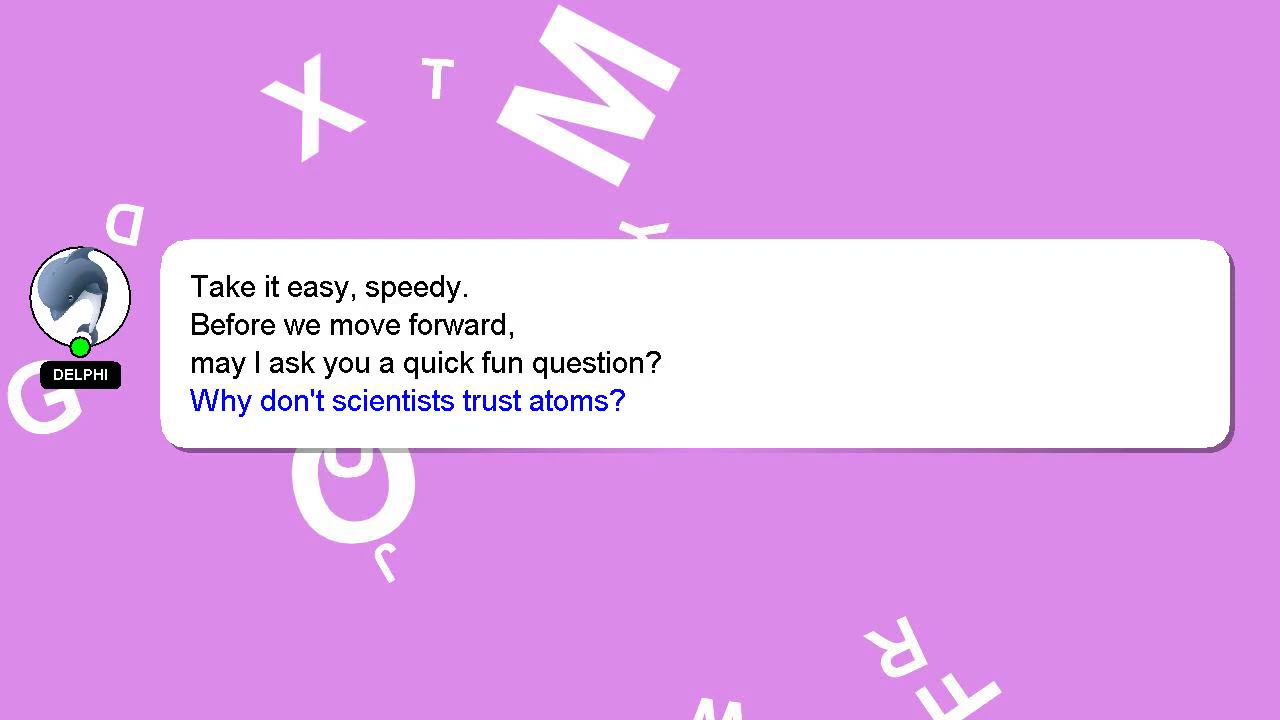 X
T
M
D
Y
Take it easy, speedy.
Before we move forward,
may I ask you a quick fun question?
Why don't scientists trust atoms?
DELPHI
G
J
R
F
W